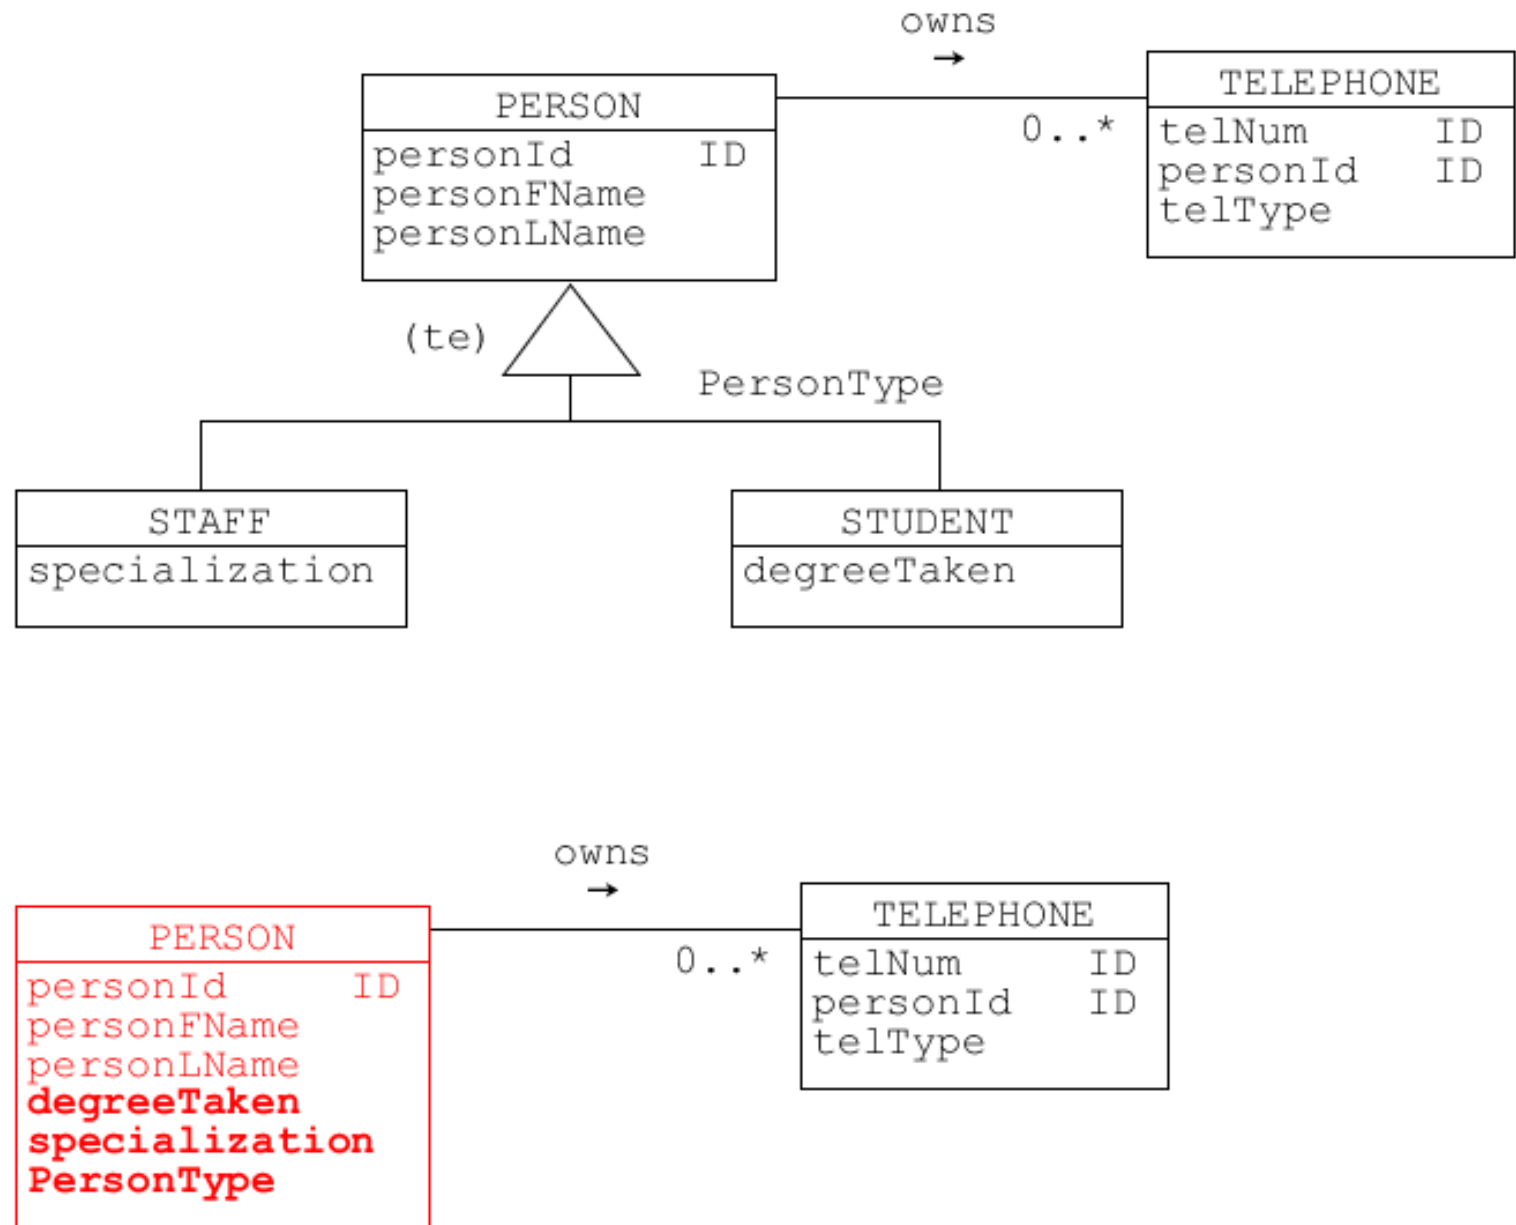 owns
→
PERSON
personId ID
personFName
personLName
0..*
TELEPHONE
telNum ID
personId ID
telType
(te)
PersonType
STAFF
specialization
STUDENT
degreeTaken
owns
→
PERSON
personId ID
personFName
personLName
degreeTaken
specialization
PersonType
0..*
TELEPHONE
telNum ID
personId ID
telType